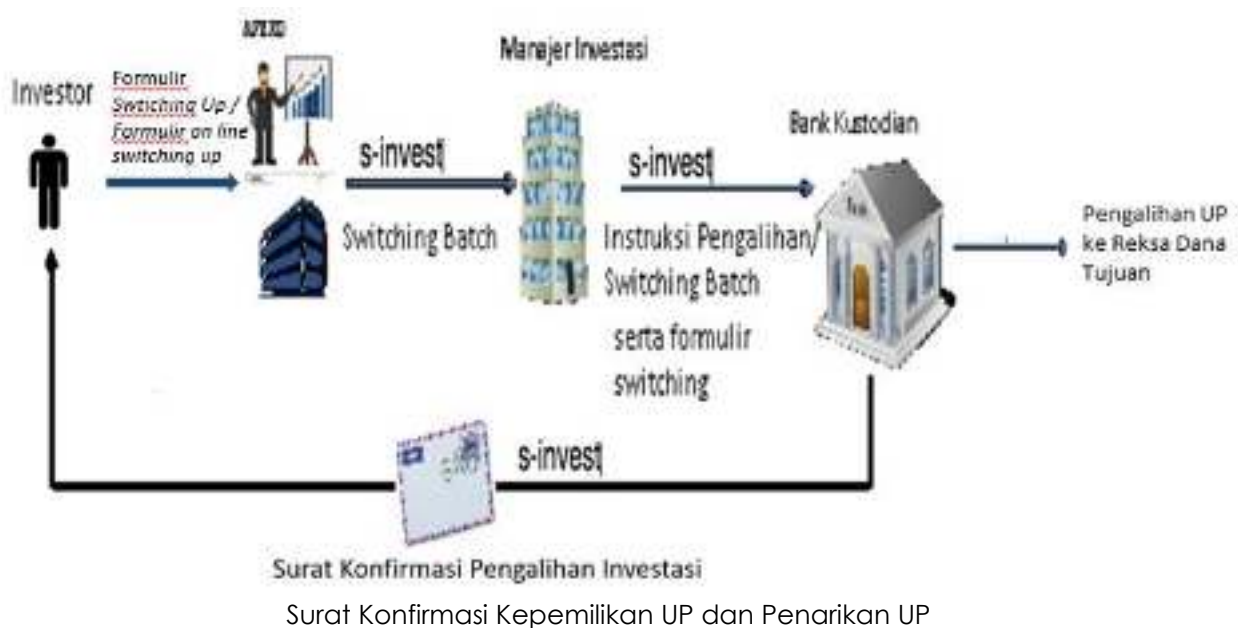 Manajer Investasi
Investor
Formulir
Swtiching Up /
Formulir on line
switching up
Bank Kustodian
s-invest
s-invest
Switching Batch
Instruksi Pengalihan/
Switching Batch
serta formulir
switching
Pengalihan UP
ke Reksa Dana
Tujuan
s-invest
Surat Konfirmasi Pengalihan Investasi
Surat Konfirmasi Kepemilikan UP dan Penarikan UP